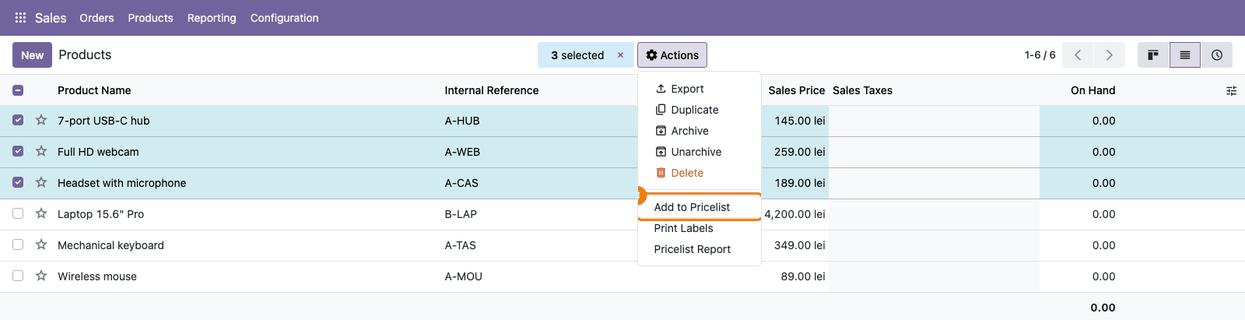 Sales Orders Products Reporting Configuration
New Products 3 selected × Actions 1-6 / 6
Product Name Internal Reference Sales Price Sales Taxes On Hand
7-port USB-C hub A-HUB 145.00 lei 0.00
Full HD webcam A-WEB 259.00 lei 0.00
Headset with microphone A-CAS 189.00 lei 0.00
Laptop 15.6" Pro B-LAP 4,200.00 lei 0.00
Mechanical keyboard A-TAS 349.00 lei 0.00
Wireless mouse A-MOU 89.00 lei 0.00
0.00
Export
Duplicate
Archive
Unarchive
Delete
Add to Pricelist
Print Labels
Pricelist Report